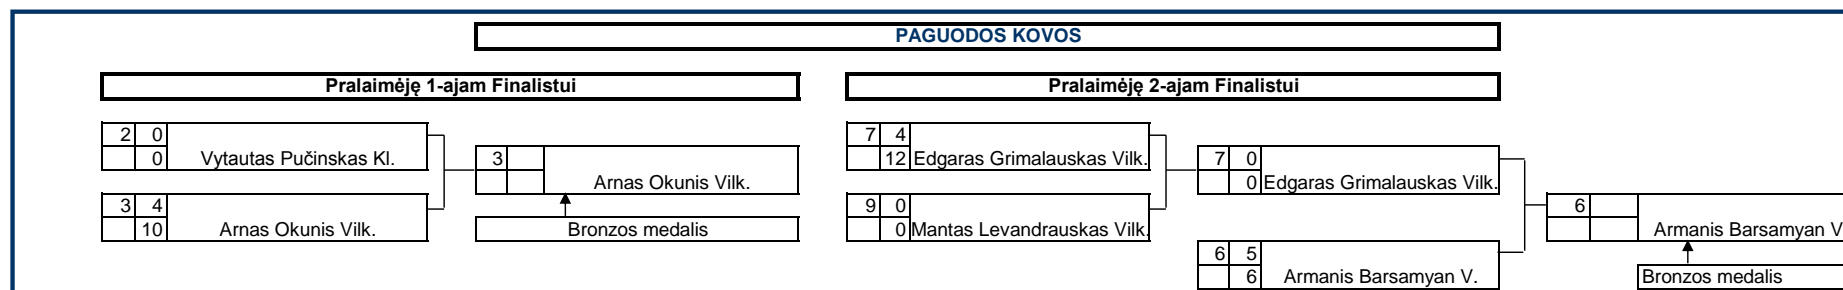 PAGUODOS KOVOS
Pralaimėję 1-ajam Finalistui
Pralaimėję 2-ajam Finalistui
2 0
0 Vytautas Pučinskas Kl.
3 4
10 Arnas Okunis Vilk.
3
Arnas Okunis Vilk.
Bronzos medalis
7 4
12 Edgaras Grimalauskas Vilk.
9 0
0 Mantas Levandrauskas Vilk.
7 0
0 Edgaras Grimalauskas Vilk.
6 5
6 Armanis Barsamyan V.
6
Armanis Barsamyan V
Bronzos medalis